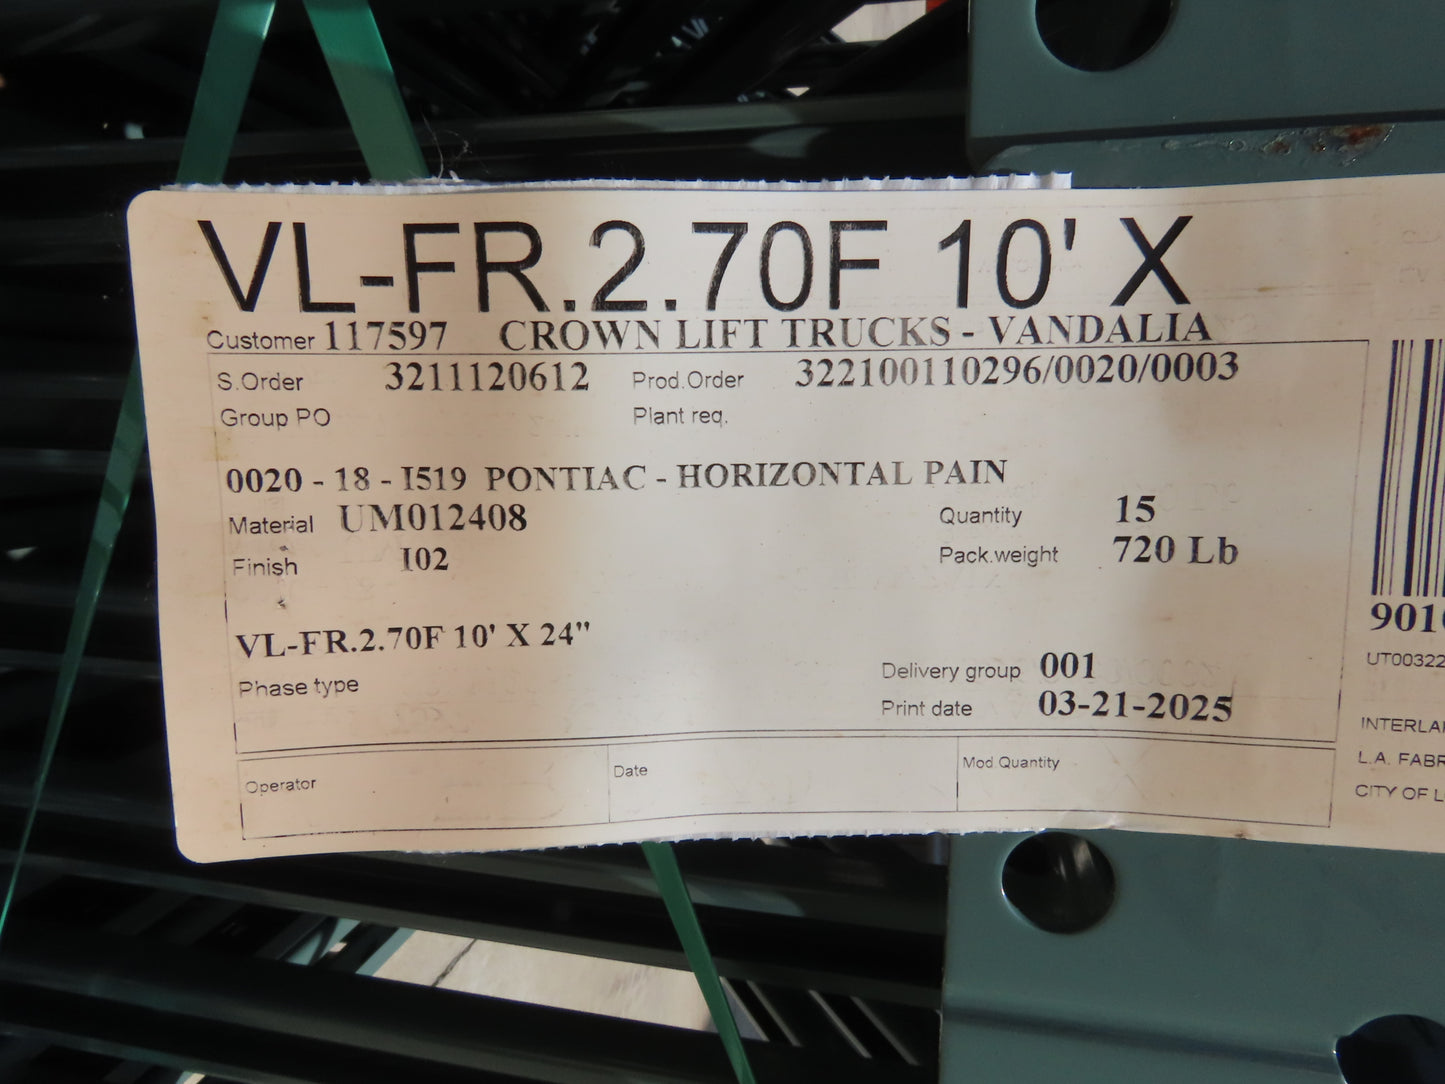 VL-FR.2.70F 10' X
Customer 117597 CROWN LIFT TRUCKS - VANDALIA
S.Order 3211120612 Prod.Order 322100110296/0020/0003
Group PO Plant req.
0020 - 18 - I519 PONTIAC - HORIZONTAL PAIN
Material UM012408 Quantity 15
Finish I02 Pack.weight 720 Lb
VL-FR.2.70F 10' X 24"
Phase type
Delivery group 001
Print date 03-21-2025
Operator Date Mod Quantity
UT00322
L.A.
CITY OF